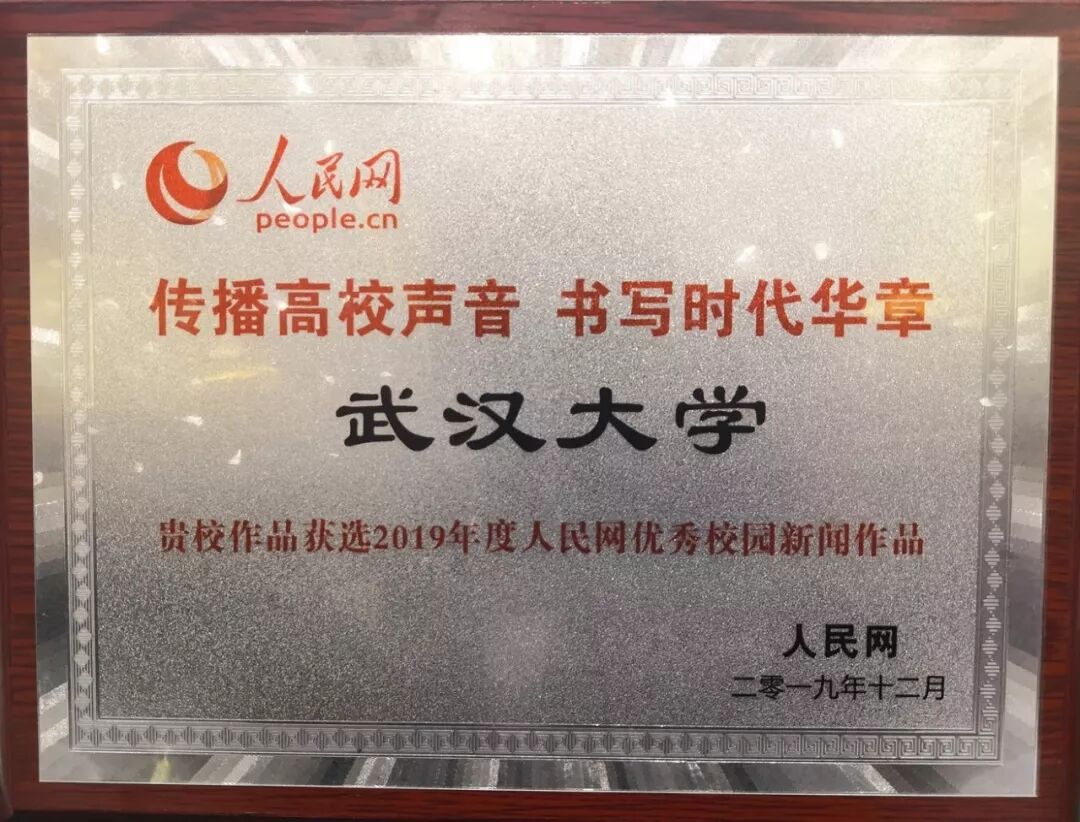 人民网
people.cn
传播高校声音 书写时代华章
武汉大学
贵校作品获选2019年度人民网优秀校园新闻作品
人民网
二零一九年十二月